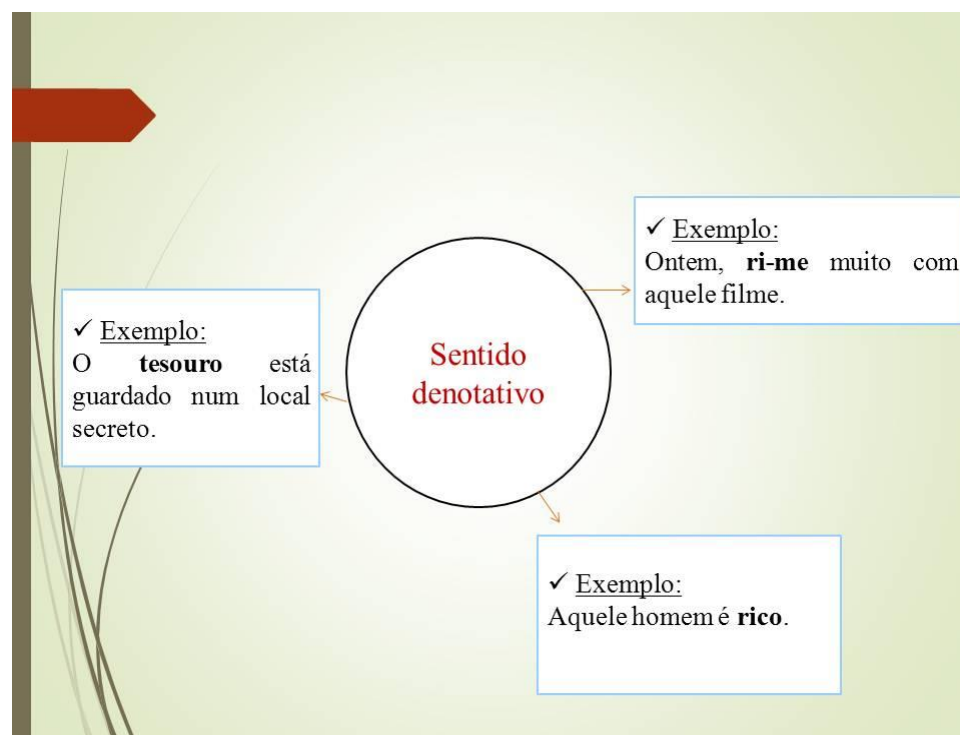 ✓ Exemplo:
Ontem, ri-me muito com
aquele filme.
✓ Exemplo:
O tesouro está
guardado num local
secreto.
Sentido
denotativo
✓ Exemplo:
Aquele homem é rico.